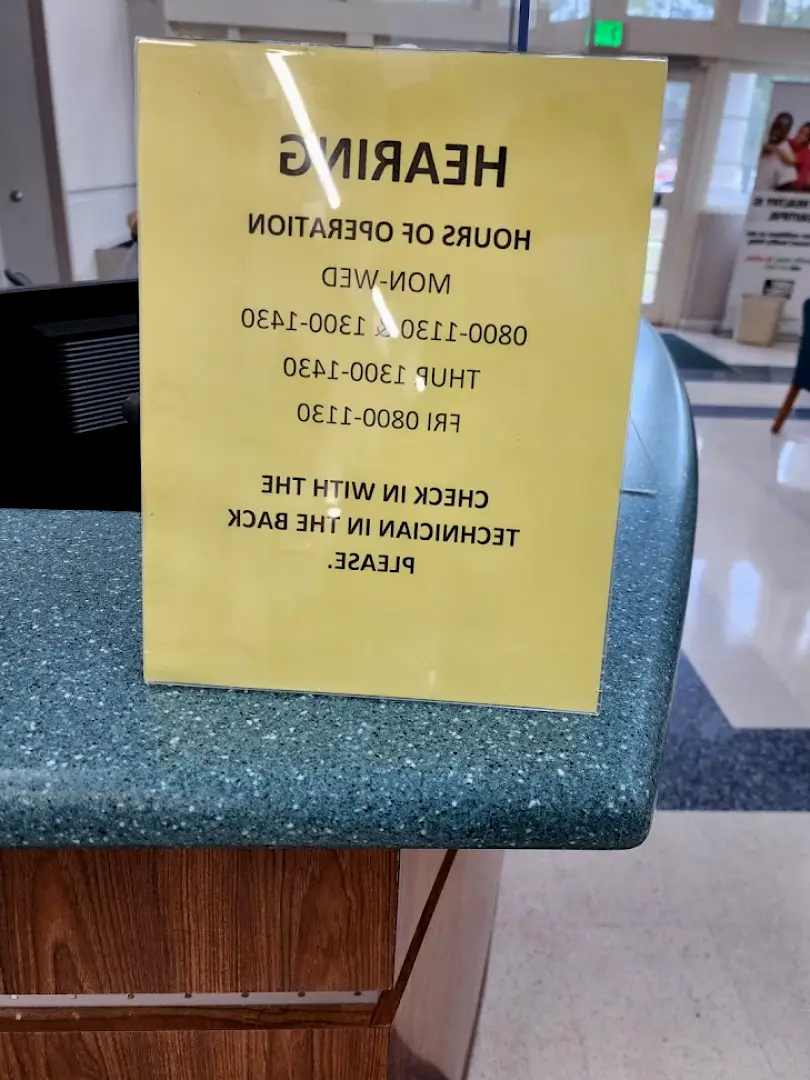 HEARING
HOURS OF OPERATION
MON-WED
0800-1130 & 1300-1430
THUR 1300-1430
FRI 0800-1130
CHECK IN WITH THE
TECHNICIAN IN THE BACK
PLEASE.